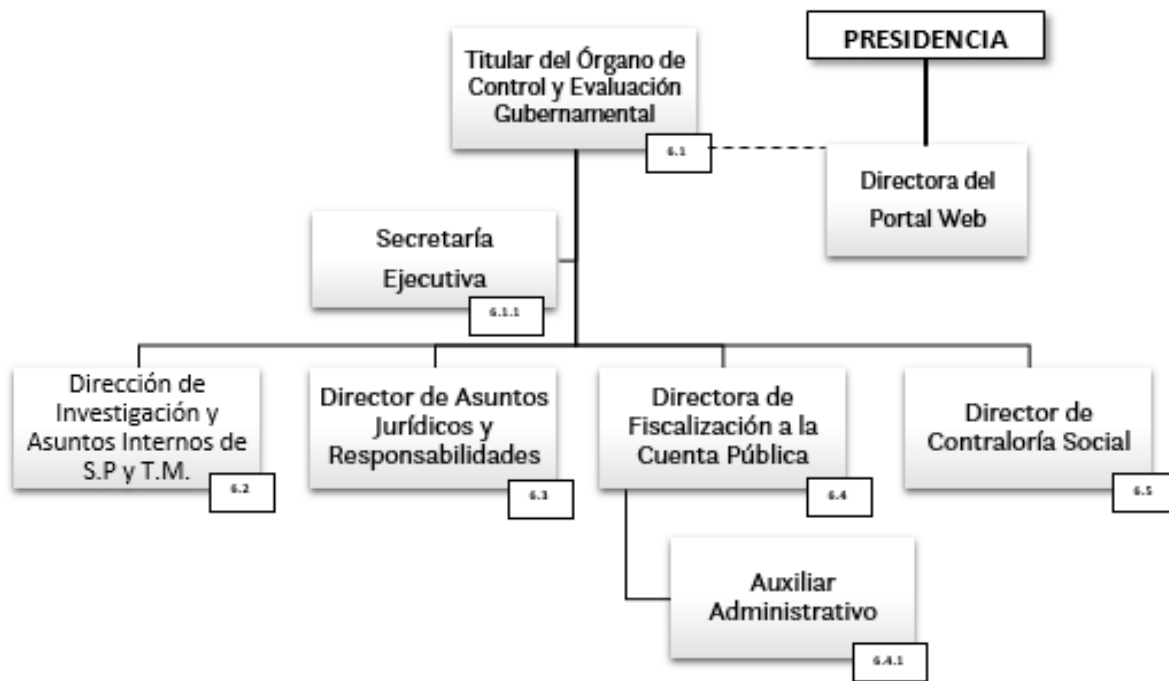 PRESIDENCIA
Titular del Órgano de
Control y Evaluación
Gubernamental
6.1
Directora del
Portal Web
Secretaría
Ejecutiva
6.1.1
Dirección de
Investigación y
Asuntos Internos de
S.P y T.M.
6.2
Director de Asuntos
Jurídicos y
Responsabilidades
6.3
Directora de
Fiscalización a la
Cuenta Pública
6.4
Director de
Contraloría Social
6.5
Auxiliar
Administrativo
6.4.1